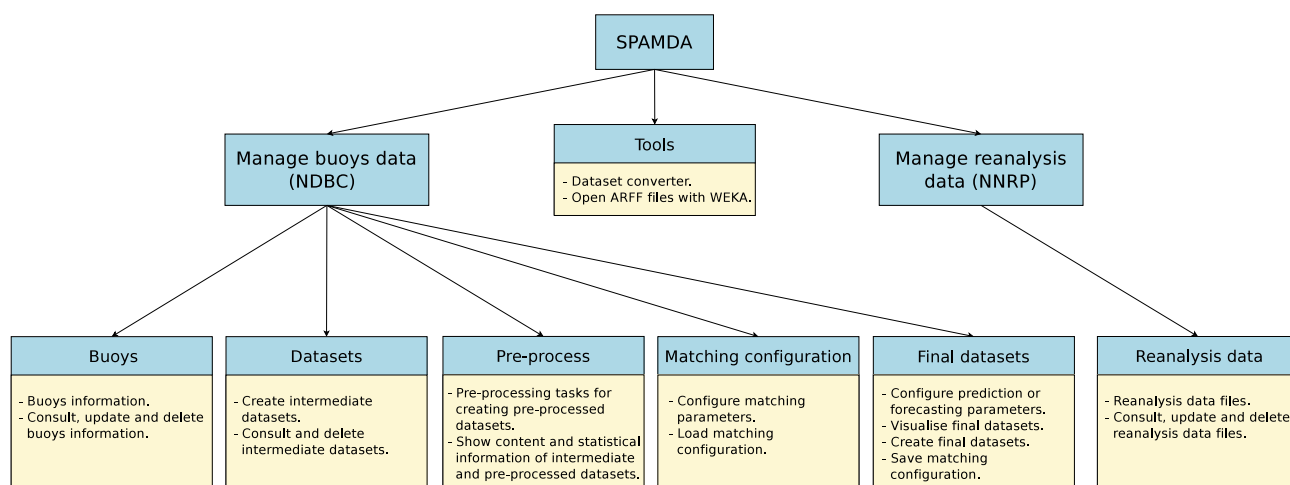 SPAMDA
Manage buoys data
(NDBC)
Tools
- Dataset converter.
- Open ARFF files with WEKA.
Manage reanalysis
data (NNRP)
Buoys
- Buoys information.
- Consult, update and delete
buoys information.
Datasets
- Create intermediate
datasets.
- Consult and delete
intermediate datasets.
Pre-process
- Pre-processing tasks for
creating pre-processed
datasets.
- Show content and statistical
information of intermediate
and pre-processed datasets.
Matching configuration
- Configure matching
parameters.
- Load matching
configuration.
Final datasets
- Configure prediction or
forecasting parameters.
- Visualise final datasets.
- Create final datasets.
- Save matching
configuration.
Reanalysis data
- Reanalysis data files.
- Consult, update and delete
reanalysis data files.